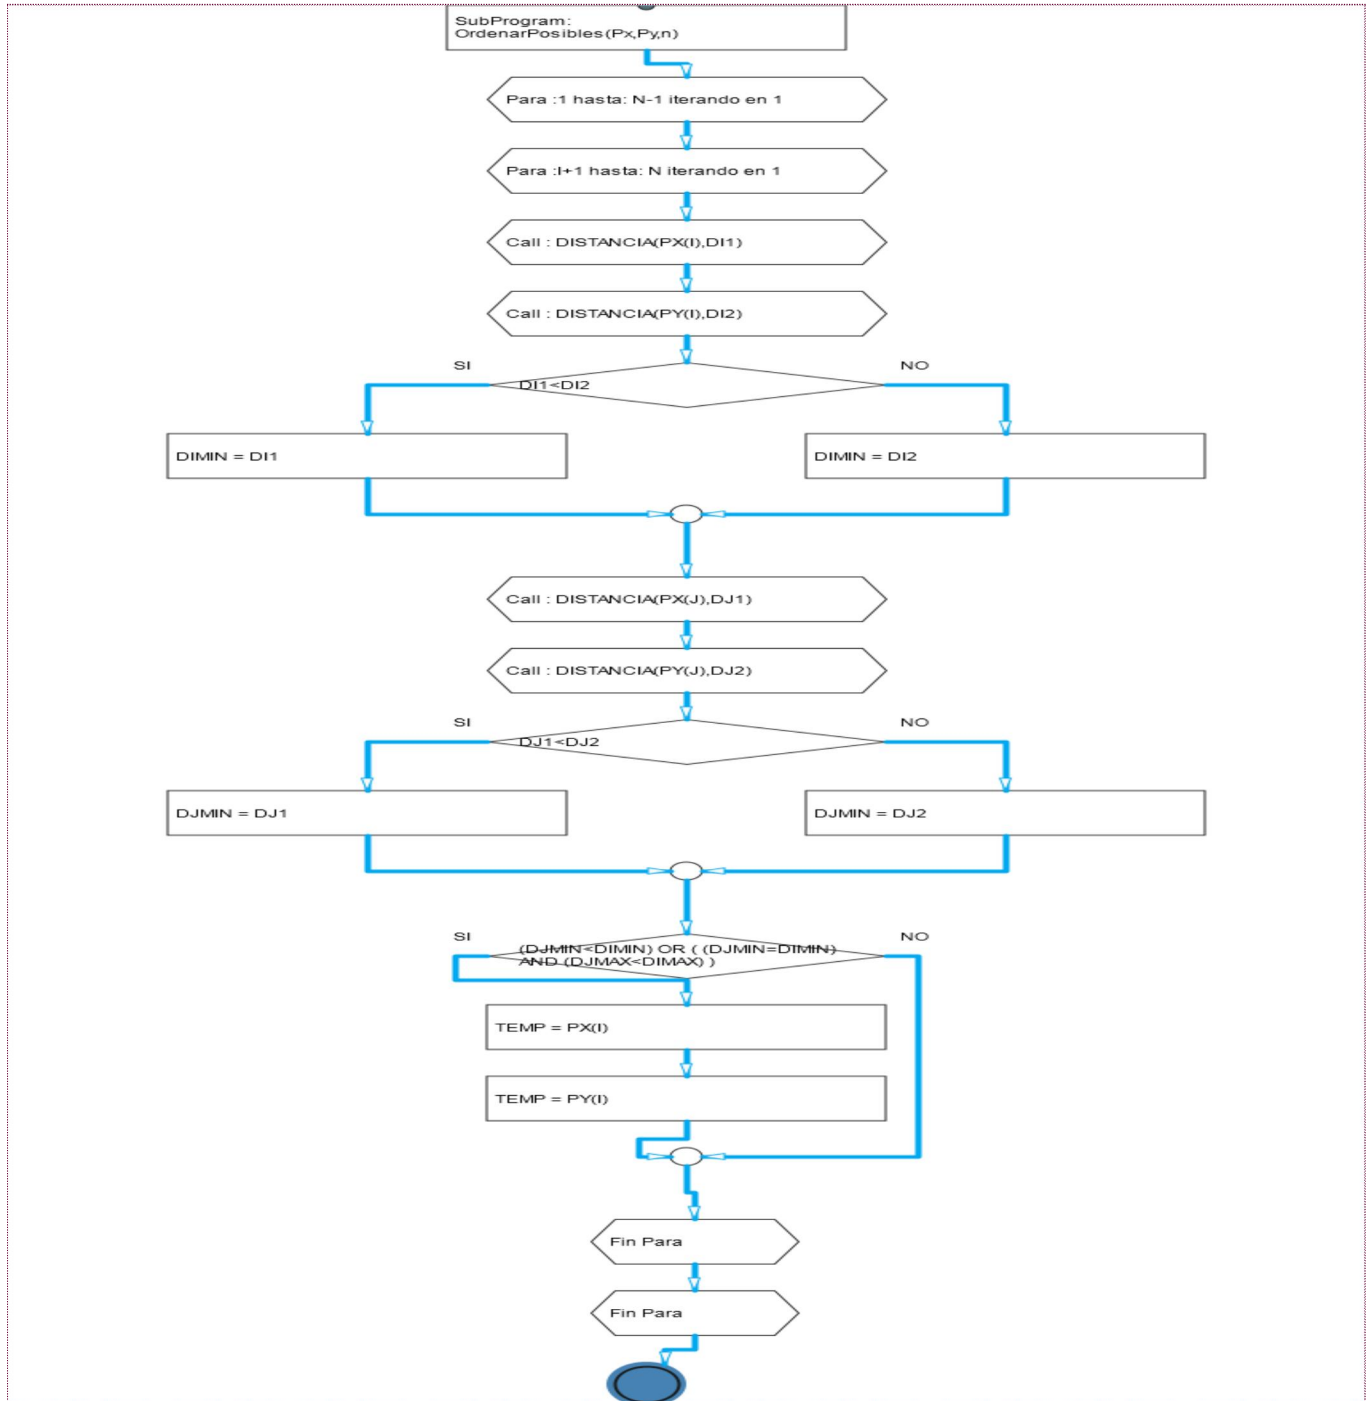 SubProgram:
OrdenarPosibles(Px,Py,n)
Para :1 hasta: N-1 iterando en 1
Para :I+1 hasta: N iterando en 1
Call : DISTANCIA(PX(I),DI1)
Call : DISTANCIA(PY(I),DI2)
SI
NO
DI1<DI2
DIMIN = DI1
DIMIN = DI2
Call : DISTANCIA(PX(J),DJ1)
Call : DISTANCIA(PY(J),DJ2)
SI
NO
DJ1<DJ2
DJMIN = DJ1
DJMIN = DJ2
SI
NO
(DJMIN<DIMIN) OR ( (DJMIN=DIMIN)
AND (DJMAX<DIMAX) )
TEMP = PX(I)
TEMP = PY(I)
Fin Para
Fin Para